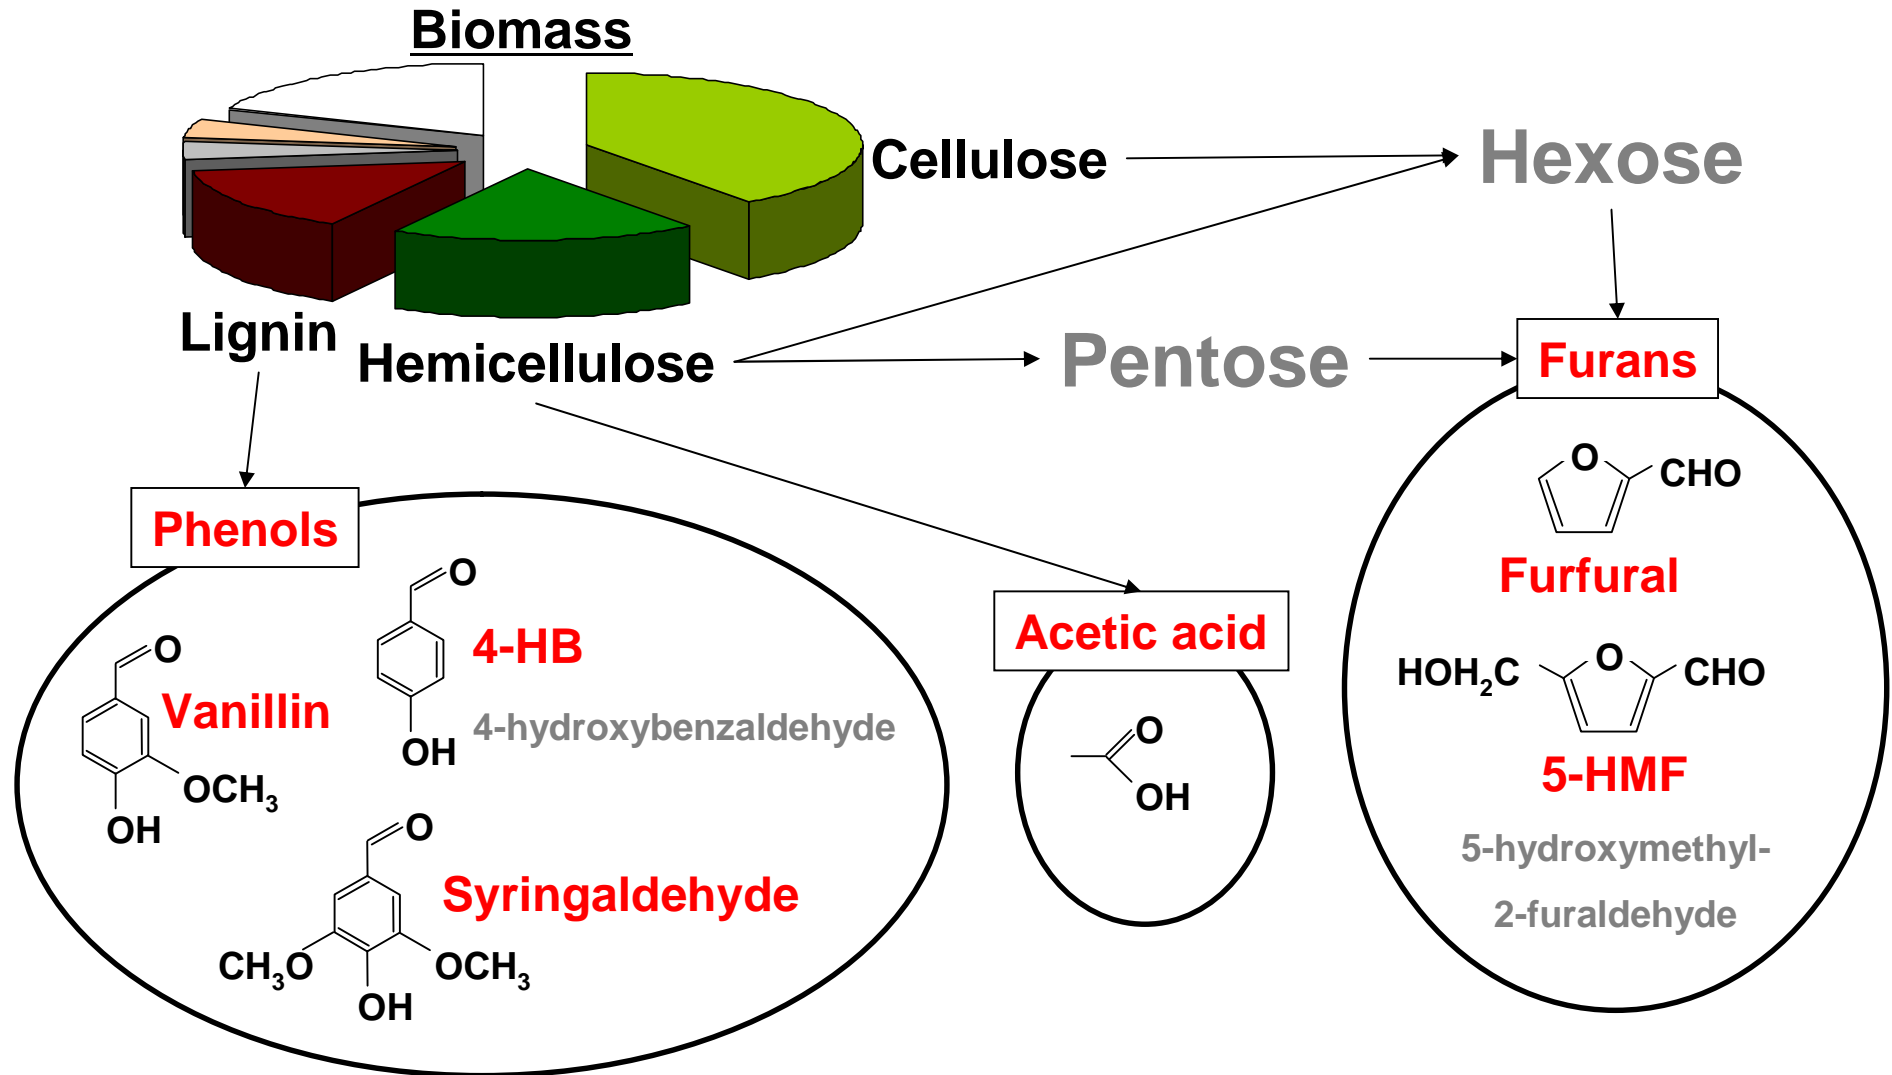 Biomass
Cellulose
Hexose
Lignin
Hemicellulose
Pentose
Furans
Phenols
Acetic acid
O
CHO
Furfural
HOH₂C
O
CHO
5-HMF
5-hydroxymethyl-
2-furaldehyde
O
4-HB
4-hydroxybenzaldehyde
OH
O
Vanillin
OCH₃
OH
O
Syringaldehyde
CH₃O
OCH₃
OH
O
OH